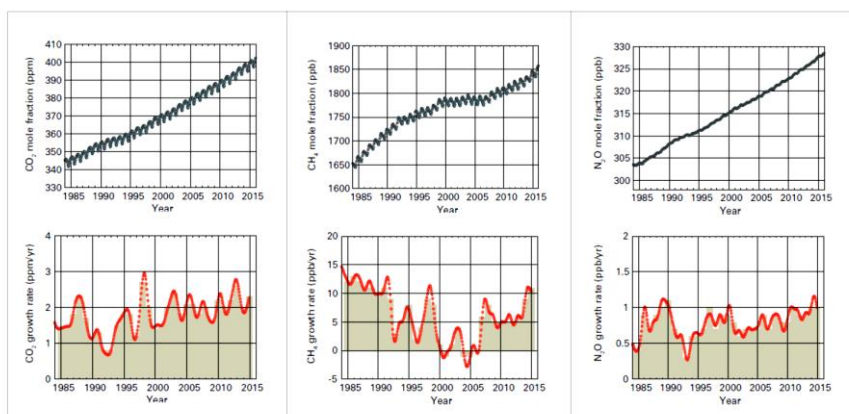 CO₂ mole fraction (ppm)
410
400
390
380
370
360
350
340
330
1985 1990 1995 2000 2005 2010 2015
Year
CH₄ mole fraction (ppb)
1900
1850
1800
1750
1700
1650
1600
1985 1990 1995 2000 2005 2010 2015
Year
N₂O mole fraction (ppb)
330
325
320
315
310
305
300
1985 1990 1995 2000 2005 2010 2015
Year
CO₂ growth rate (ppm/yr)
4
3
2
1
0
1985 1990 1995 2000 2005 2010 2015
Year
CH₄ growth rate (ppb/yr)
20
15
10
5
0
-5
1985 1990 1995 2000 2005 2010 2015
Year
N₂O growth rate (ppb/yr)
2
1.5
1
0.5
0
1985 1990 1995 2000 2005 2010 2015
Year